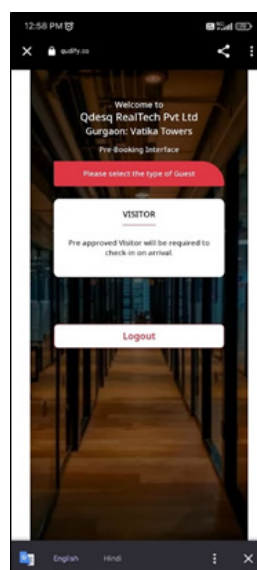 12:58 PM
qudify.co
Welcome to
Qdesq RealTech Pvt Ltd
Gurgaon: Vatika Towers
Pre-Booking Interface
Please select the type of Guest
VISITOR
Pre approved Visitor will be required to
check-in on arrival
Logout
English Hindi